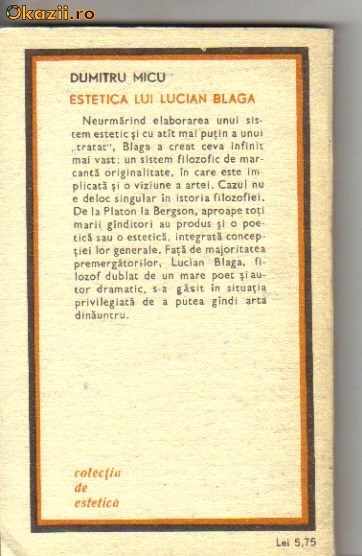 Okazii.ro
DUMITRU MICU
ESTETICA LUI LUCIAN BLAGA
Neurmărind elaborarea unui sis-
tem estetic și cu atît mai puțin a unui
„tratat“, Blaga a creat ceva infinit
mai vast: un sistem filozofic de mar-
cantă originalitate, în care este im-
plicată și o viziune a artei. Cazul nu
e deloc singular în istoria filozofiei.
De la Platon la Bergson, aproape toți
marii gînditori au produs și o poe-
tică sau o estetică, integrată concep-
ției lor generale. Față de majoritatea
premergătorilor, Lucian Blaga, fi-
lozof dublat de un mare poet și au-
tor dramatic, s-a găsit în situația
privilegiată de a putea gîndi arta
dinăuntru.
colecția
de
estetică
Lei 5,75